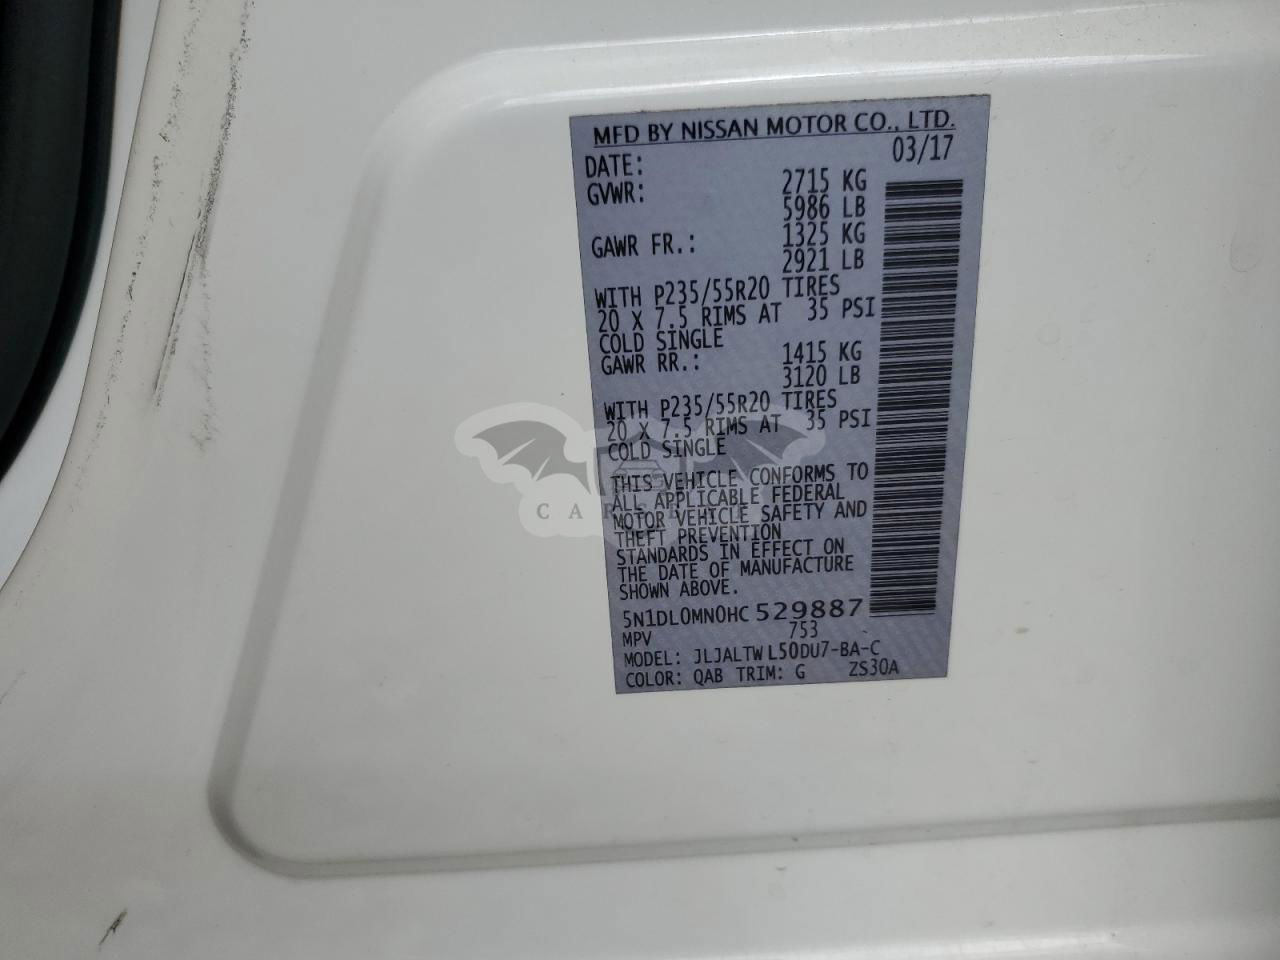 MFD BY NISSAN MOTOR CO., LTD.
DATE: 03/17
GVWR: 2715 KG
5986 LB
GAWR FR.: 1325 KG
2921 LB
WITH P235/55R20 TIRES
20 X 7.5 RIMS AT 35 PSI
COLD SINGLE
GAWR RR.: 1415 KG
3120 LB
WITH P235/55R20 TIRES
20 X 7.5 RIMS AT 35 PSI
COLD SINGLE
THIS VEHICLE CONFORMS TO
ALL APPLICABLE FEDERAL
MOTOR VEHICLE SAFETY AND
THEFT PREVENTION
STANDARDS IN EFFECT ON
THE DATE OF MANUFACTURE
SHOWN ABOVE.
5N1DL0MN0HC 529887
MPV 753
MODEL: JLJALTW L50DU7-BA-C
COLOR: QAB TRIM: G ZS30A